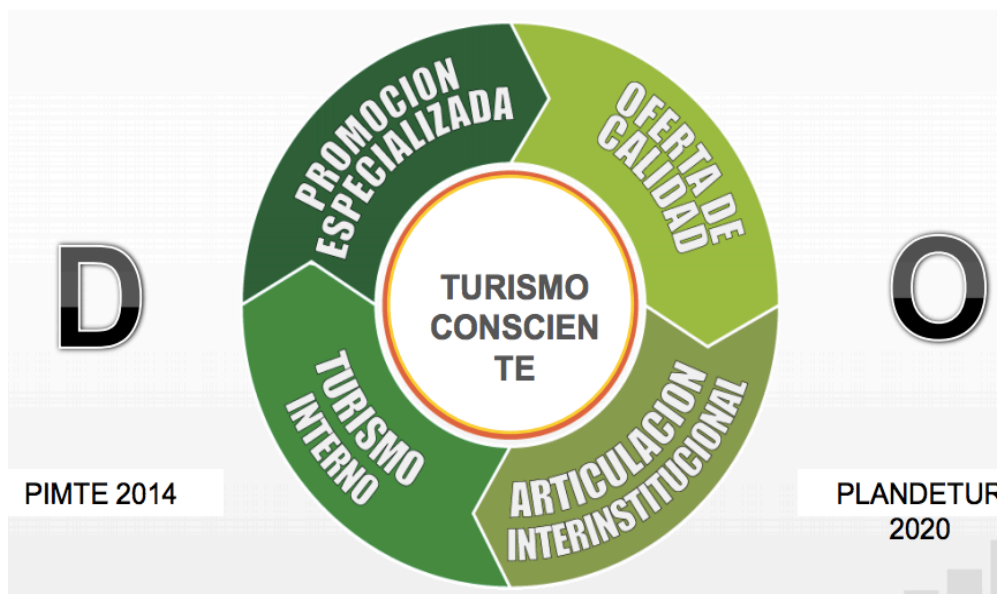 PROMOCION
ESPECIALIZADA
OFERTA DE
CALIDAD
D
TURISMO
CONSCIEN
TE
O
TURISMO
INTERNO
ARTICULACION
INTERINSTITUCIONAL
PIMTE 2014
PLANDETUR
2020